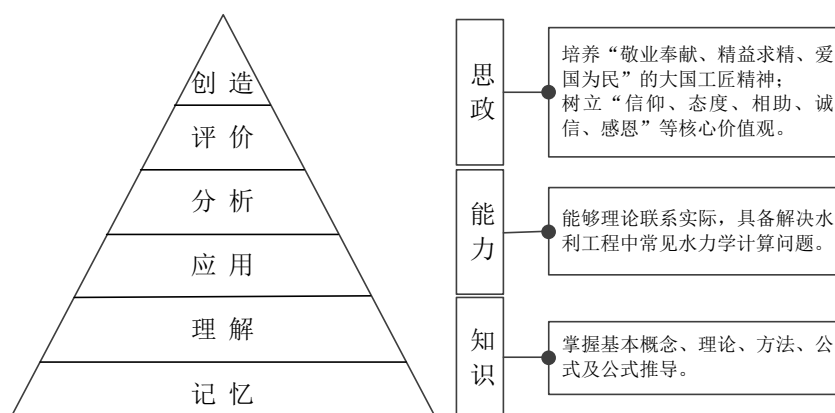 创 造
评 价
分 析
应 用
理 解
记 忆
思
政
培养“敬业奉献、精益求精、爱
国为民”的大国工匠精神；
树立“信仰、态度、相助、诚
信、感恩”等核心价值观。
能
力
能够理论联系实际，具备解决水
利工程中常见水力学计算问题。
知
识
掌握基本概念、理论、方法、公
式及公式推导。